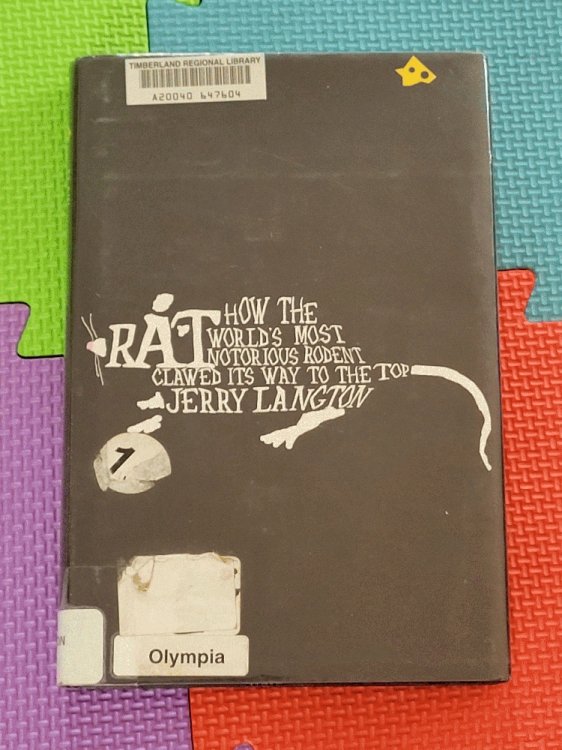 TIMBERLAND REGIONAL LIBRARY
A20040 647604
RAT HOW THE
WORLD'S MOST
NOTORIOUS RODENT
CLAWED ITS WAY TO THE TOP
JERRY LANGTON
1
N
Olympia